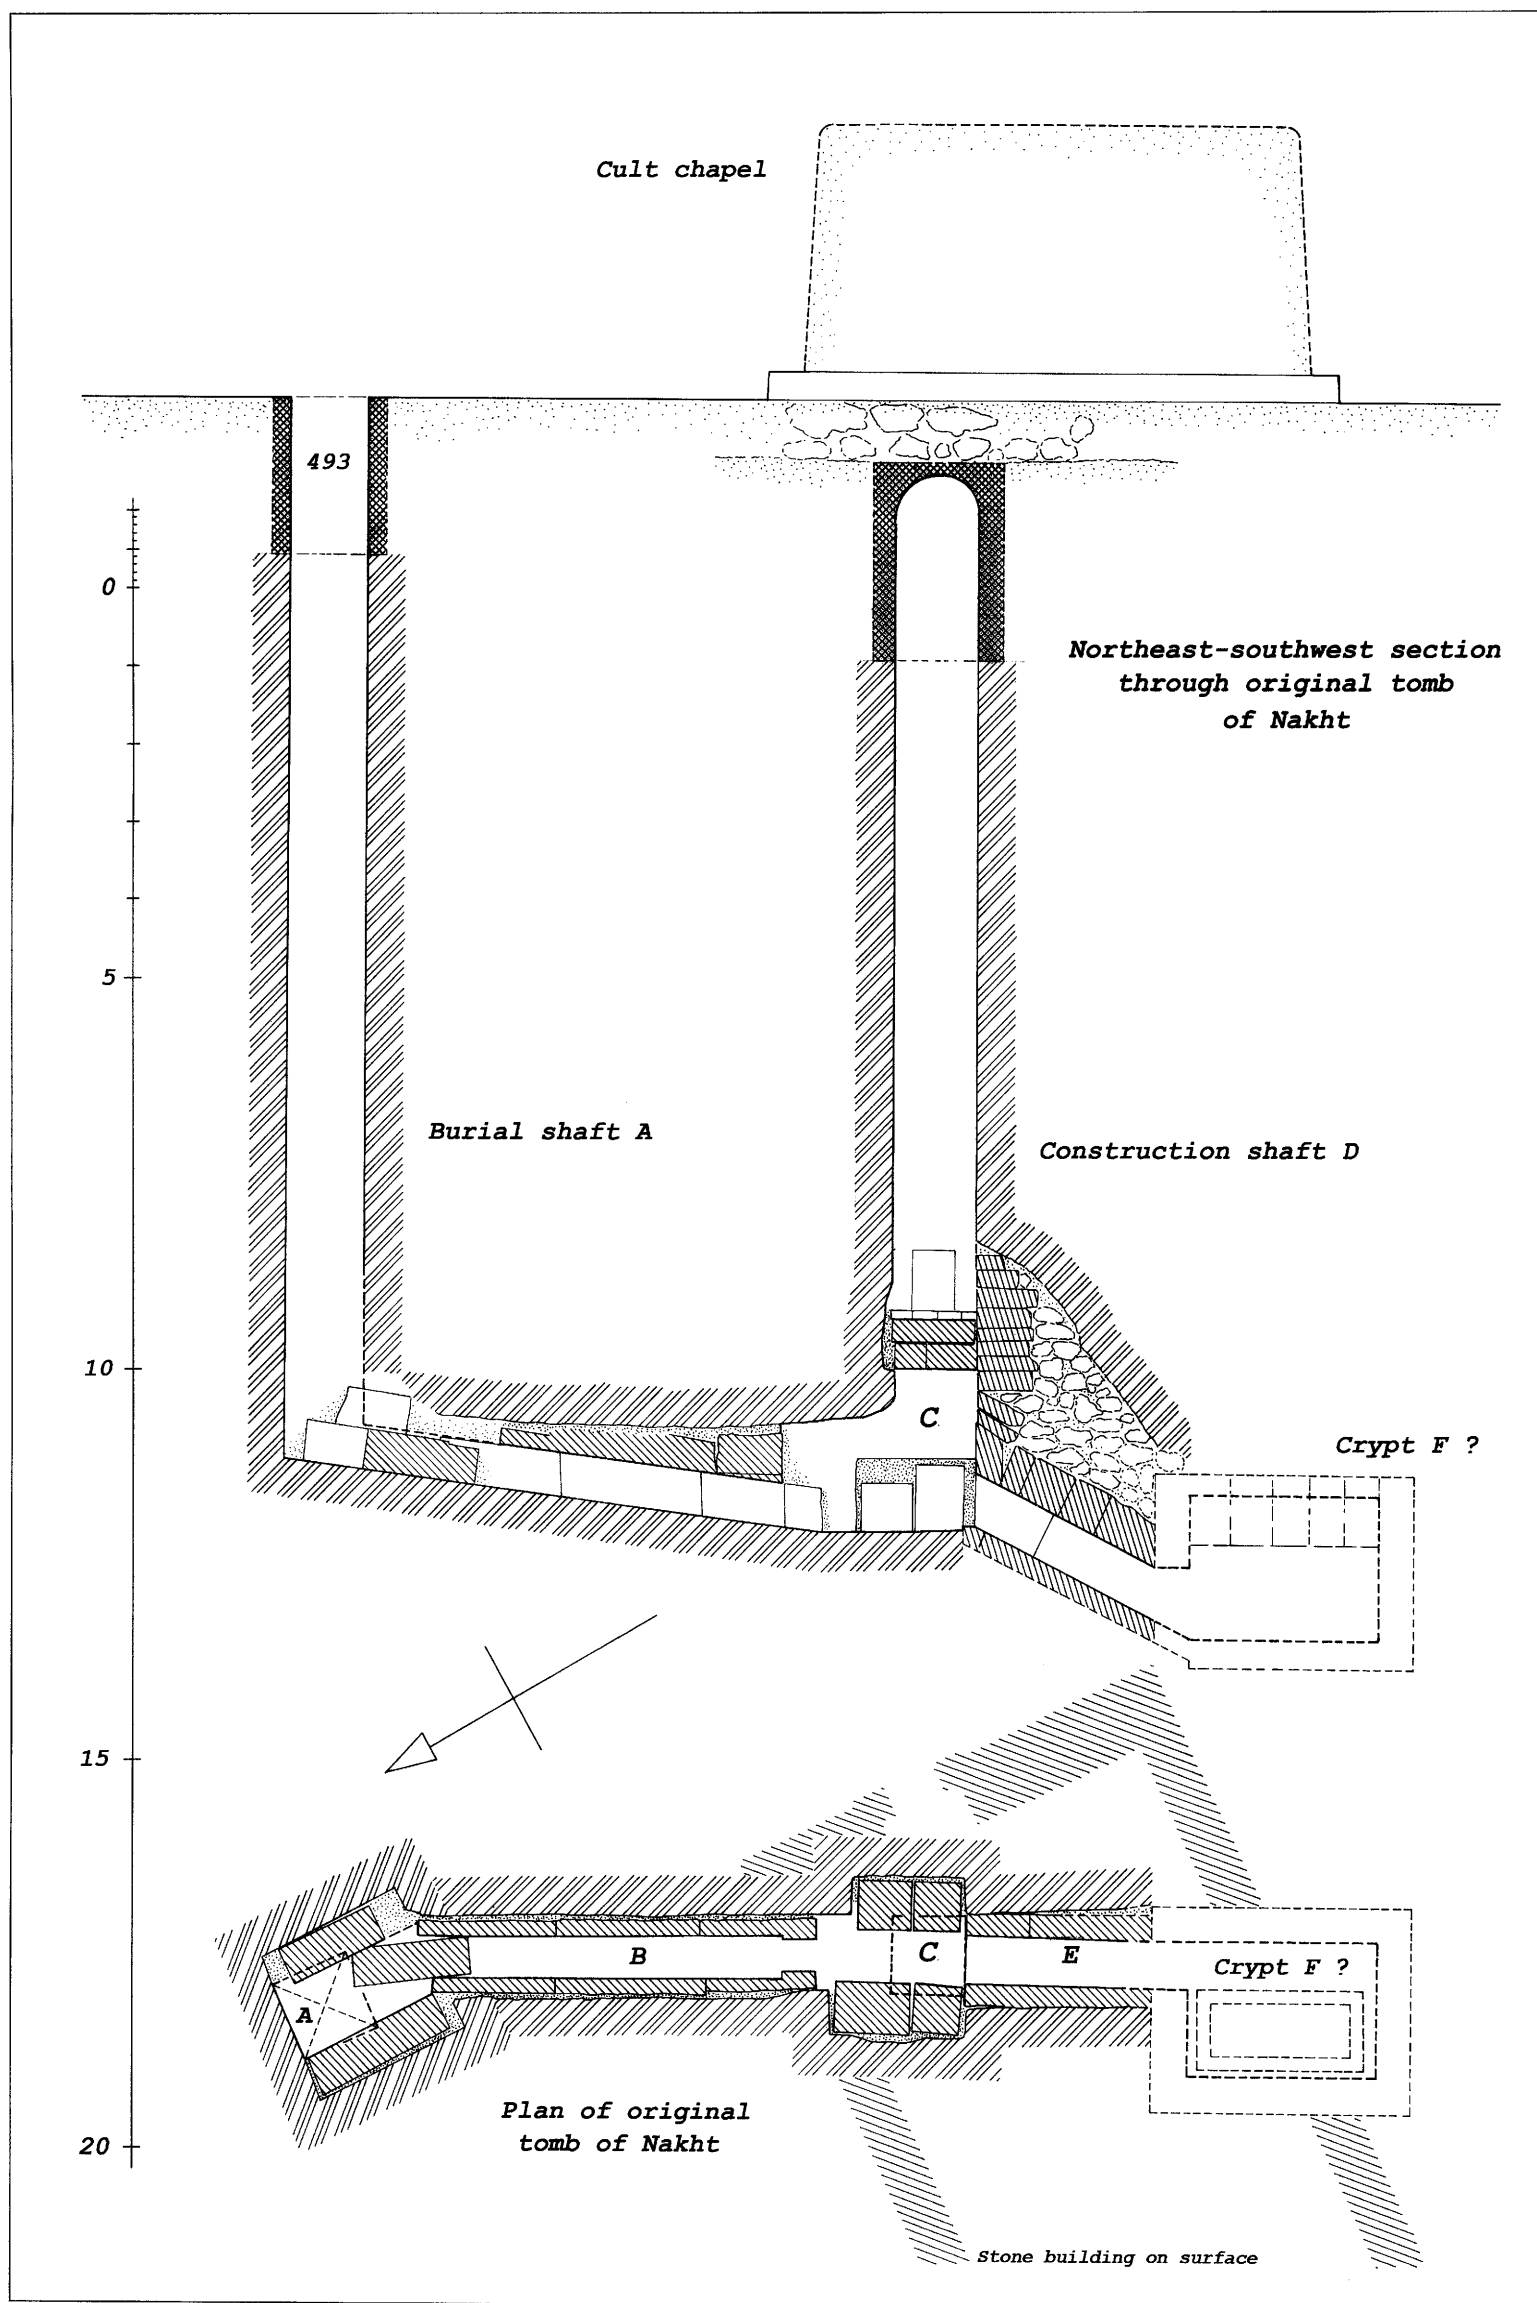 Cult chapel
493
0
Northeast-southwest section
through original tomb
of Nakht
5
Burial shaft A
Construction shaft D
10
C
Crypt F ?
15
B
C
E
Crypt F ?
A
Plan of original
tomb of Nakht
20
Stone building on surface